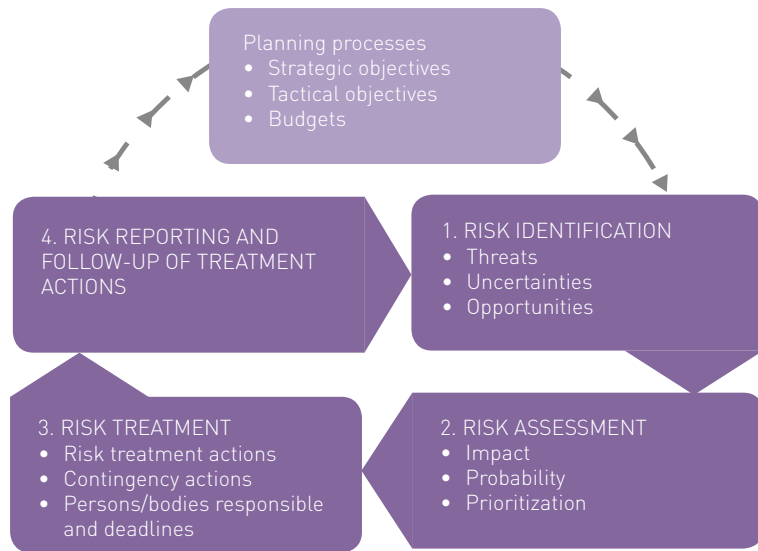 Planning processes
• Strategic objectives
• Tactical objectives
• Budgets
4. RISK REPORTING AND
FOLLOW-UP OF TREATMENT
ACTIONS
1. RISK IDENTIFICATION
• Threats
• Uncertainties
• Opportunities
3. RISK TREATMENT
• Risk treatment actions
• Contingency actions
• Persons/bodies responsible
and deadlines
2. RISK ASSESSMENT
• Impact
• Probability
• Prioritization